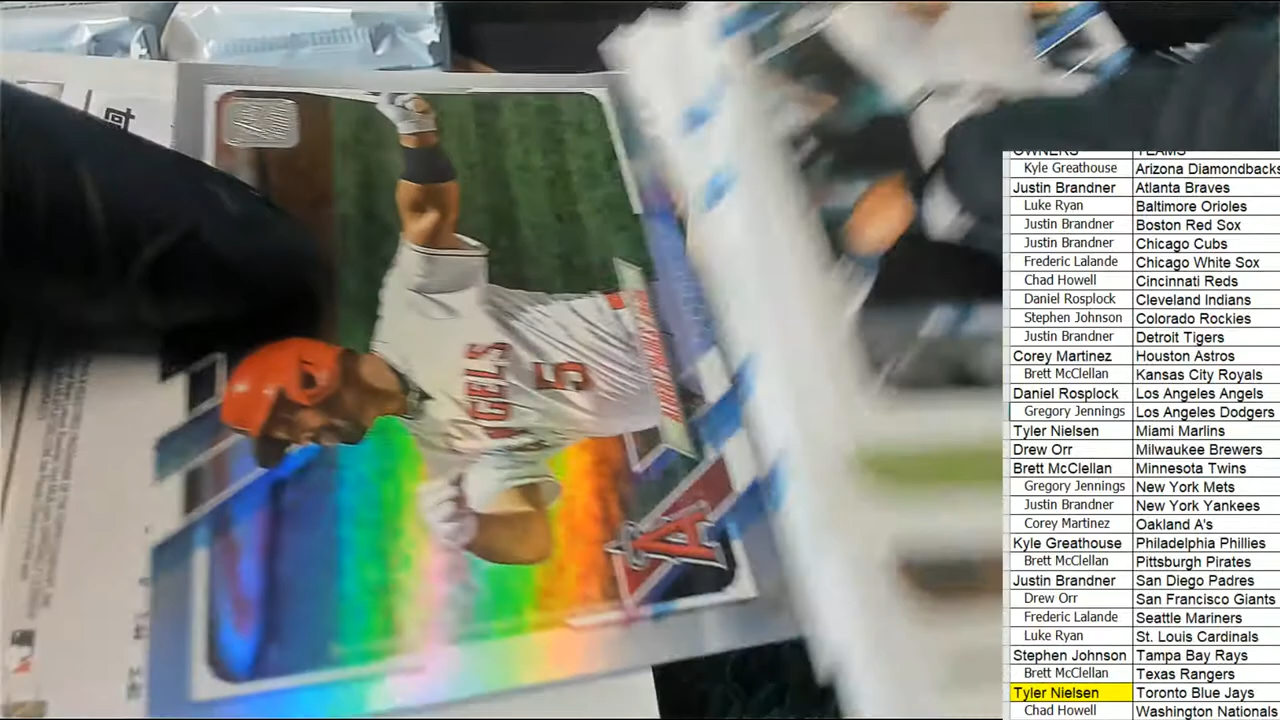 ANGELS
5
A
OWNERS TEAMS
Kyle Greathouse Arizona Diamondbacks
Justin Brandner Atlanta Braves
Luke Ryan Baltimore Orioles
Justin Brandner Boston Red Sox
Justin Brandner Chicago Cubs
Frederic Lalande Chicago White Sox
Chad Howell Cincinnati Reds
Daniel Rosplock Cleveland Indians
Stephen Johnson Colorado Rockies
Justin Brandner Detroit Tigers
Corey Martinez Houston Astros
Brett McClellan Kansas City Royals
Daniel Rosplock Los Angeles Angels
Gregory Jennings Los Angeles Dodgers
Tyler Nielsen Miami Marlins
Drew Orr Milwaukee Brewers
Brett McClellan Minnesota Twins
Gregory Jennings New York Mets
Justin Brandner New York Yankees
Corey Martinez Oakland A's
Kyle Greathouse Philadelphia Phillies
Brett McClellan Pittsburgh Pirates
Justin Brandner San Diego Padres
Drew Orr San Francisco Giants
Frederic Lalande Seattle Mariners
Luke Ryan St. Louis Cardinals
Stephen Johnson Tampa Bay Rays
Brett McClellan Texas Rangers
Tyler Nielsen Toronto Blue Jays
Chad Howell Washington Nationals